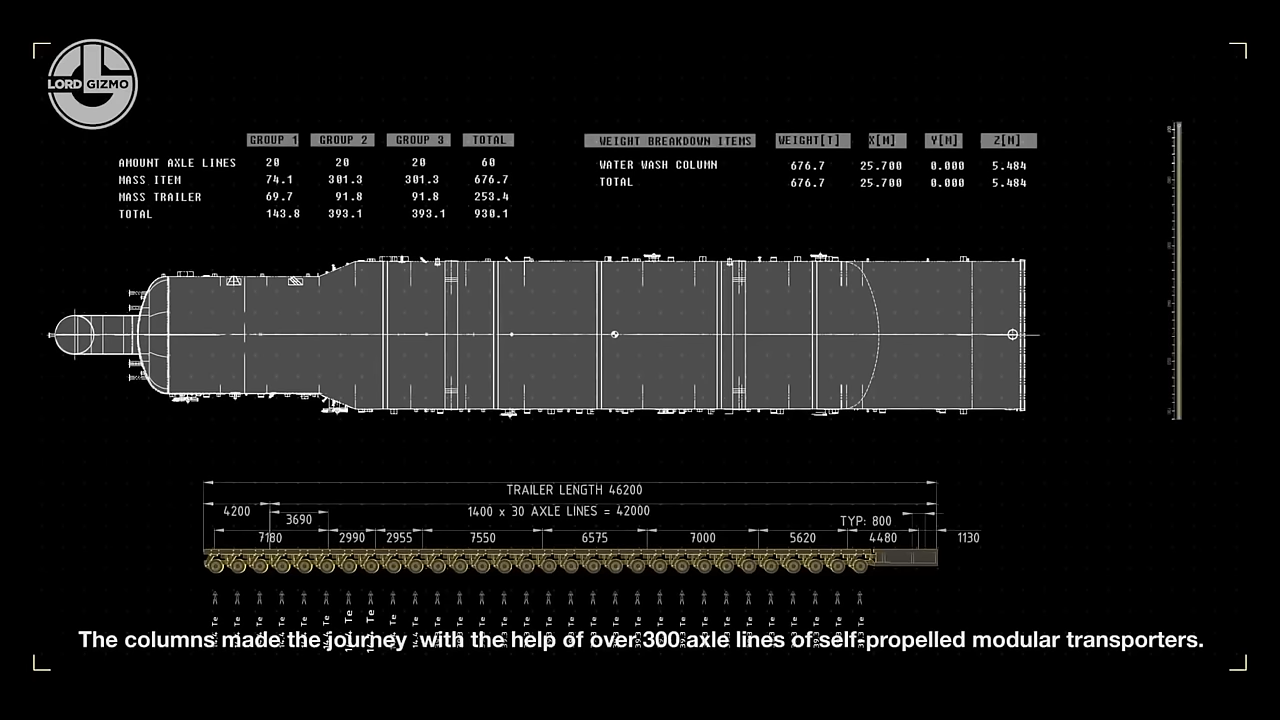 LORD GIZMO
GROUP 1 GROUP 2 GROUP 3 TOTAL
AMOUNT AXLE LINES 20 20 20 60
MASS ITEM 74.1 301.3 301.3 676.7
MASS TRAILER 69.7 91.8 91.8 253.4
TOTAL 143.8 393.1 393.1 930.1
WEIGHT BREAKDOWN ITEMS WEIGHT[T] X[M] Y[M] Z[M]
WATER WASH COLUMN 676.7 25.700 0.000 5.484
TOTAL 676.7 25.700 0.000 5.484
TRAILER LENGTH 46200
4200 1400 x 30 AXLE LINES = 42000
3690 TYP: 800
7180 2990 2955 7550 6575 7000 5620 4480 1130
The columns made the journey with the help of over 300 axle lines of self-propelled modular transporters.